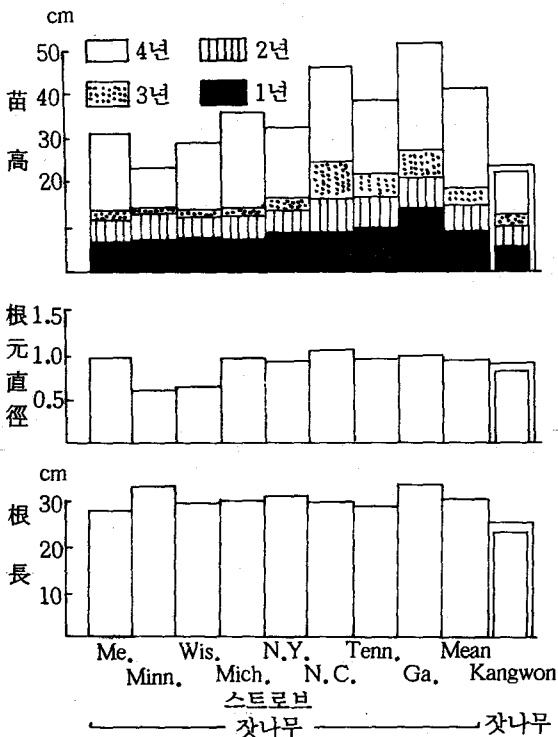 cm
50
40
30
20
苗高
4년
2년
3년
1년
根元直徑
1.5
1.0
0.5
cm
根長
30
20
10
Me. Wis. N.Y. Tenn. Mean
Minn. Mich. N.C. Ga. Kangwon
스트로브
잣나무 잣나무